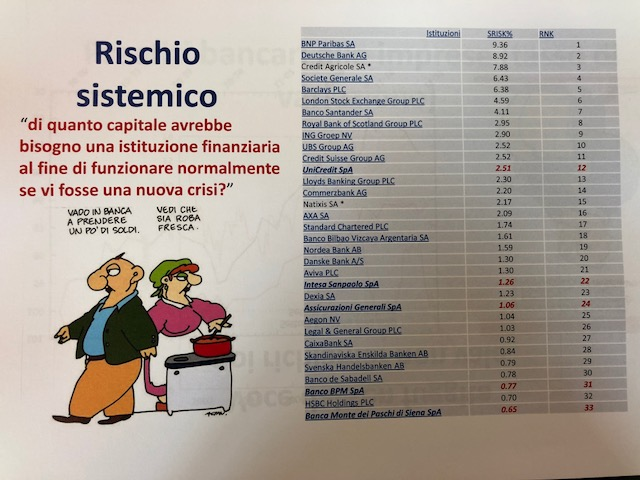 Rischio
sistemico
“di quanto capitale avrebbe
bisogno una istituzione finanziaria
al fine di funzionare normalmente
se vi fosse una nuova crisi?”
VADO IN BANCA
A PRENDERE
UN PO' DI SOLDI.
VEDI CHE
SIA ROBA
FRESCA.
Istituzioni SRISK% RNK
BNP Paribas SA 9.36 1
Deutsche Bank AG 8.92 2
Credit Agricole SA * 7.88 3
Societe Generale SA 6.43 4
Barclays PLC 6.38 5
London Stock Exchange Group PLC 4.59 6
Banco Santander SA 4.11 7
Royal Bank of Scotland Group PLC 2.95 8
ING Groep NV 2.90 9
UBS Group AG 2.52 10
Credit Suisse Group AG 2.52 11
UniCredit SpA 2.51 12
Lloyds Banking Group PLC 2.30 13
Commerzbank AG 2.20 14
Natixis SA * 2.17 15
AXA SA 2.09 16
Standard Chartered PLC 1.74 17
Banco Bilbao Vizcaya Argentaria SA 1.61 18
Nordea Bank AB 1.59 19
Danske Bank A/S 1.30 20
Aviva PLC 1.30 21
Intesa Sanpaolo SpA 1.26 22
Dexia SA 1.23 23
Assicurazioni Generali SpA 1.06 24
Aegon NV 1.04 25
Legal & General Group PLC 1.03 26
CaixaBank SA 0.92 27
Skandinaviska Enskilda Banken AB 0.84 28
Svenska Handelsbanken AB 0.79 29
Banco de Sabadell SA 0.78 30
Banco BPM SpA 0.77 31
HSBC Holdings PLC 0.70 32
Banca Monte dei Paschi di Siena SpA 0.65 33